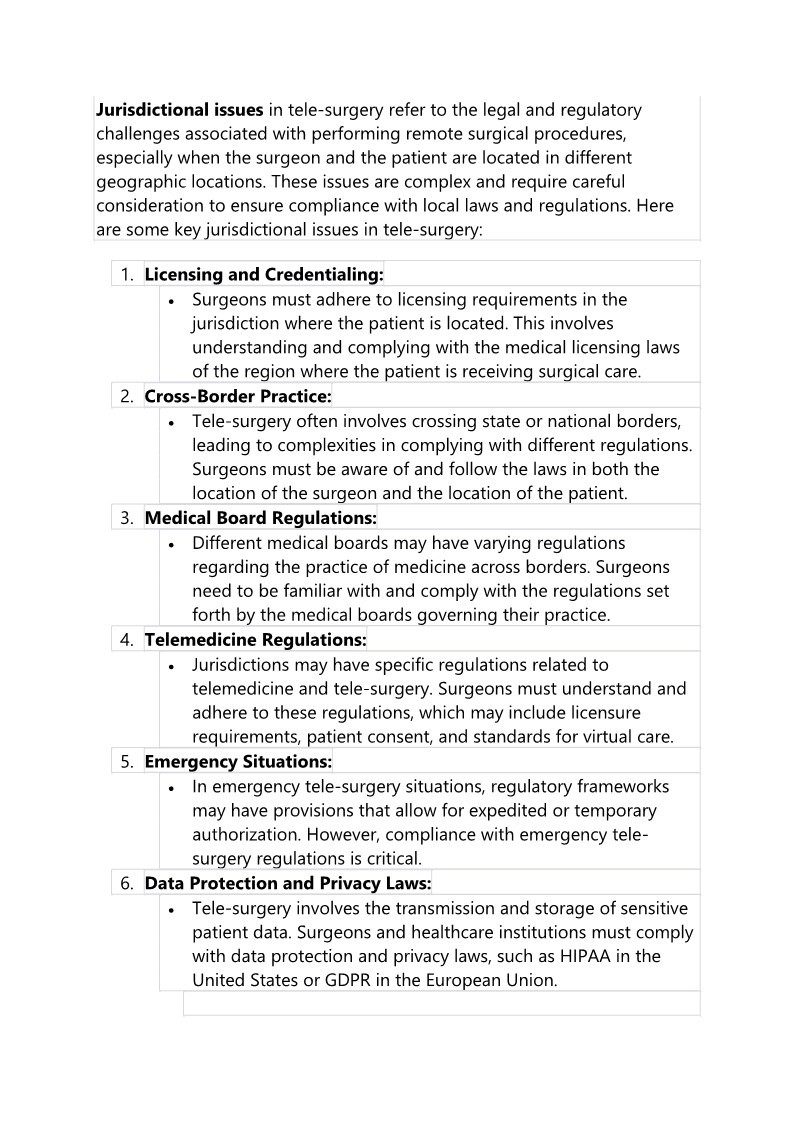 Jurisdictional issues in tele-surgery refer to the legal and regulatory
challenges associated with performing remote surgical procedures,
especially when the surgeon and the patient are located in different
geographic locations. These issues are complex and require careful
consideration to ensure compliance with local laws and regulations. Here
are some key jurisdictional issues in tele-surgery:
1. Licensing and Credentialing:
• Surgeons must adhere to licensing requirements in the
jurisdiction where the patient is located. This involves
understanding and complying with the medical licensing laws
of the region where the patient is receiving surgical care.
2. Cross-Border Practice:
• Tele-surgery often involves crossing state or national borders,
leading to complexities in complying with different regulations.
Surgeons must be aware of and follow the laws in both the
location of the surgeon and the location of the patient.
3. Medical Board Regulations:
• Different medical boards may have varying regulations
regarding the practice of medicine across borders. Surgeons
need to be familiar with and comply with the regulations set
forth by the medical boards governing their practice.
4. Telemedicine Regulations:
• Jurisdictions may have specific regulations related to
telemedicine and tele-surgery. Surgeons must understand and
adhere to these regulations, which may include licensure
requirements, patient consent, and standards for virtual care.
5. Emergency Situations:
• In emergency tele-surgery situations, regulatory frameworks
may have provisions that allow for expedited or temporary
authorization. However, compliance with emergency tele-
surgery regulations is critical.
6. Data Protection and Privacy Laws:
• Tele-surgery involves the transmission and storage of sensitive
patient data. Surgeons and healthcare institutions must comply
with data protection and privacy laws, such as HIPAA in the
United States or GDPR in the European Union.